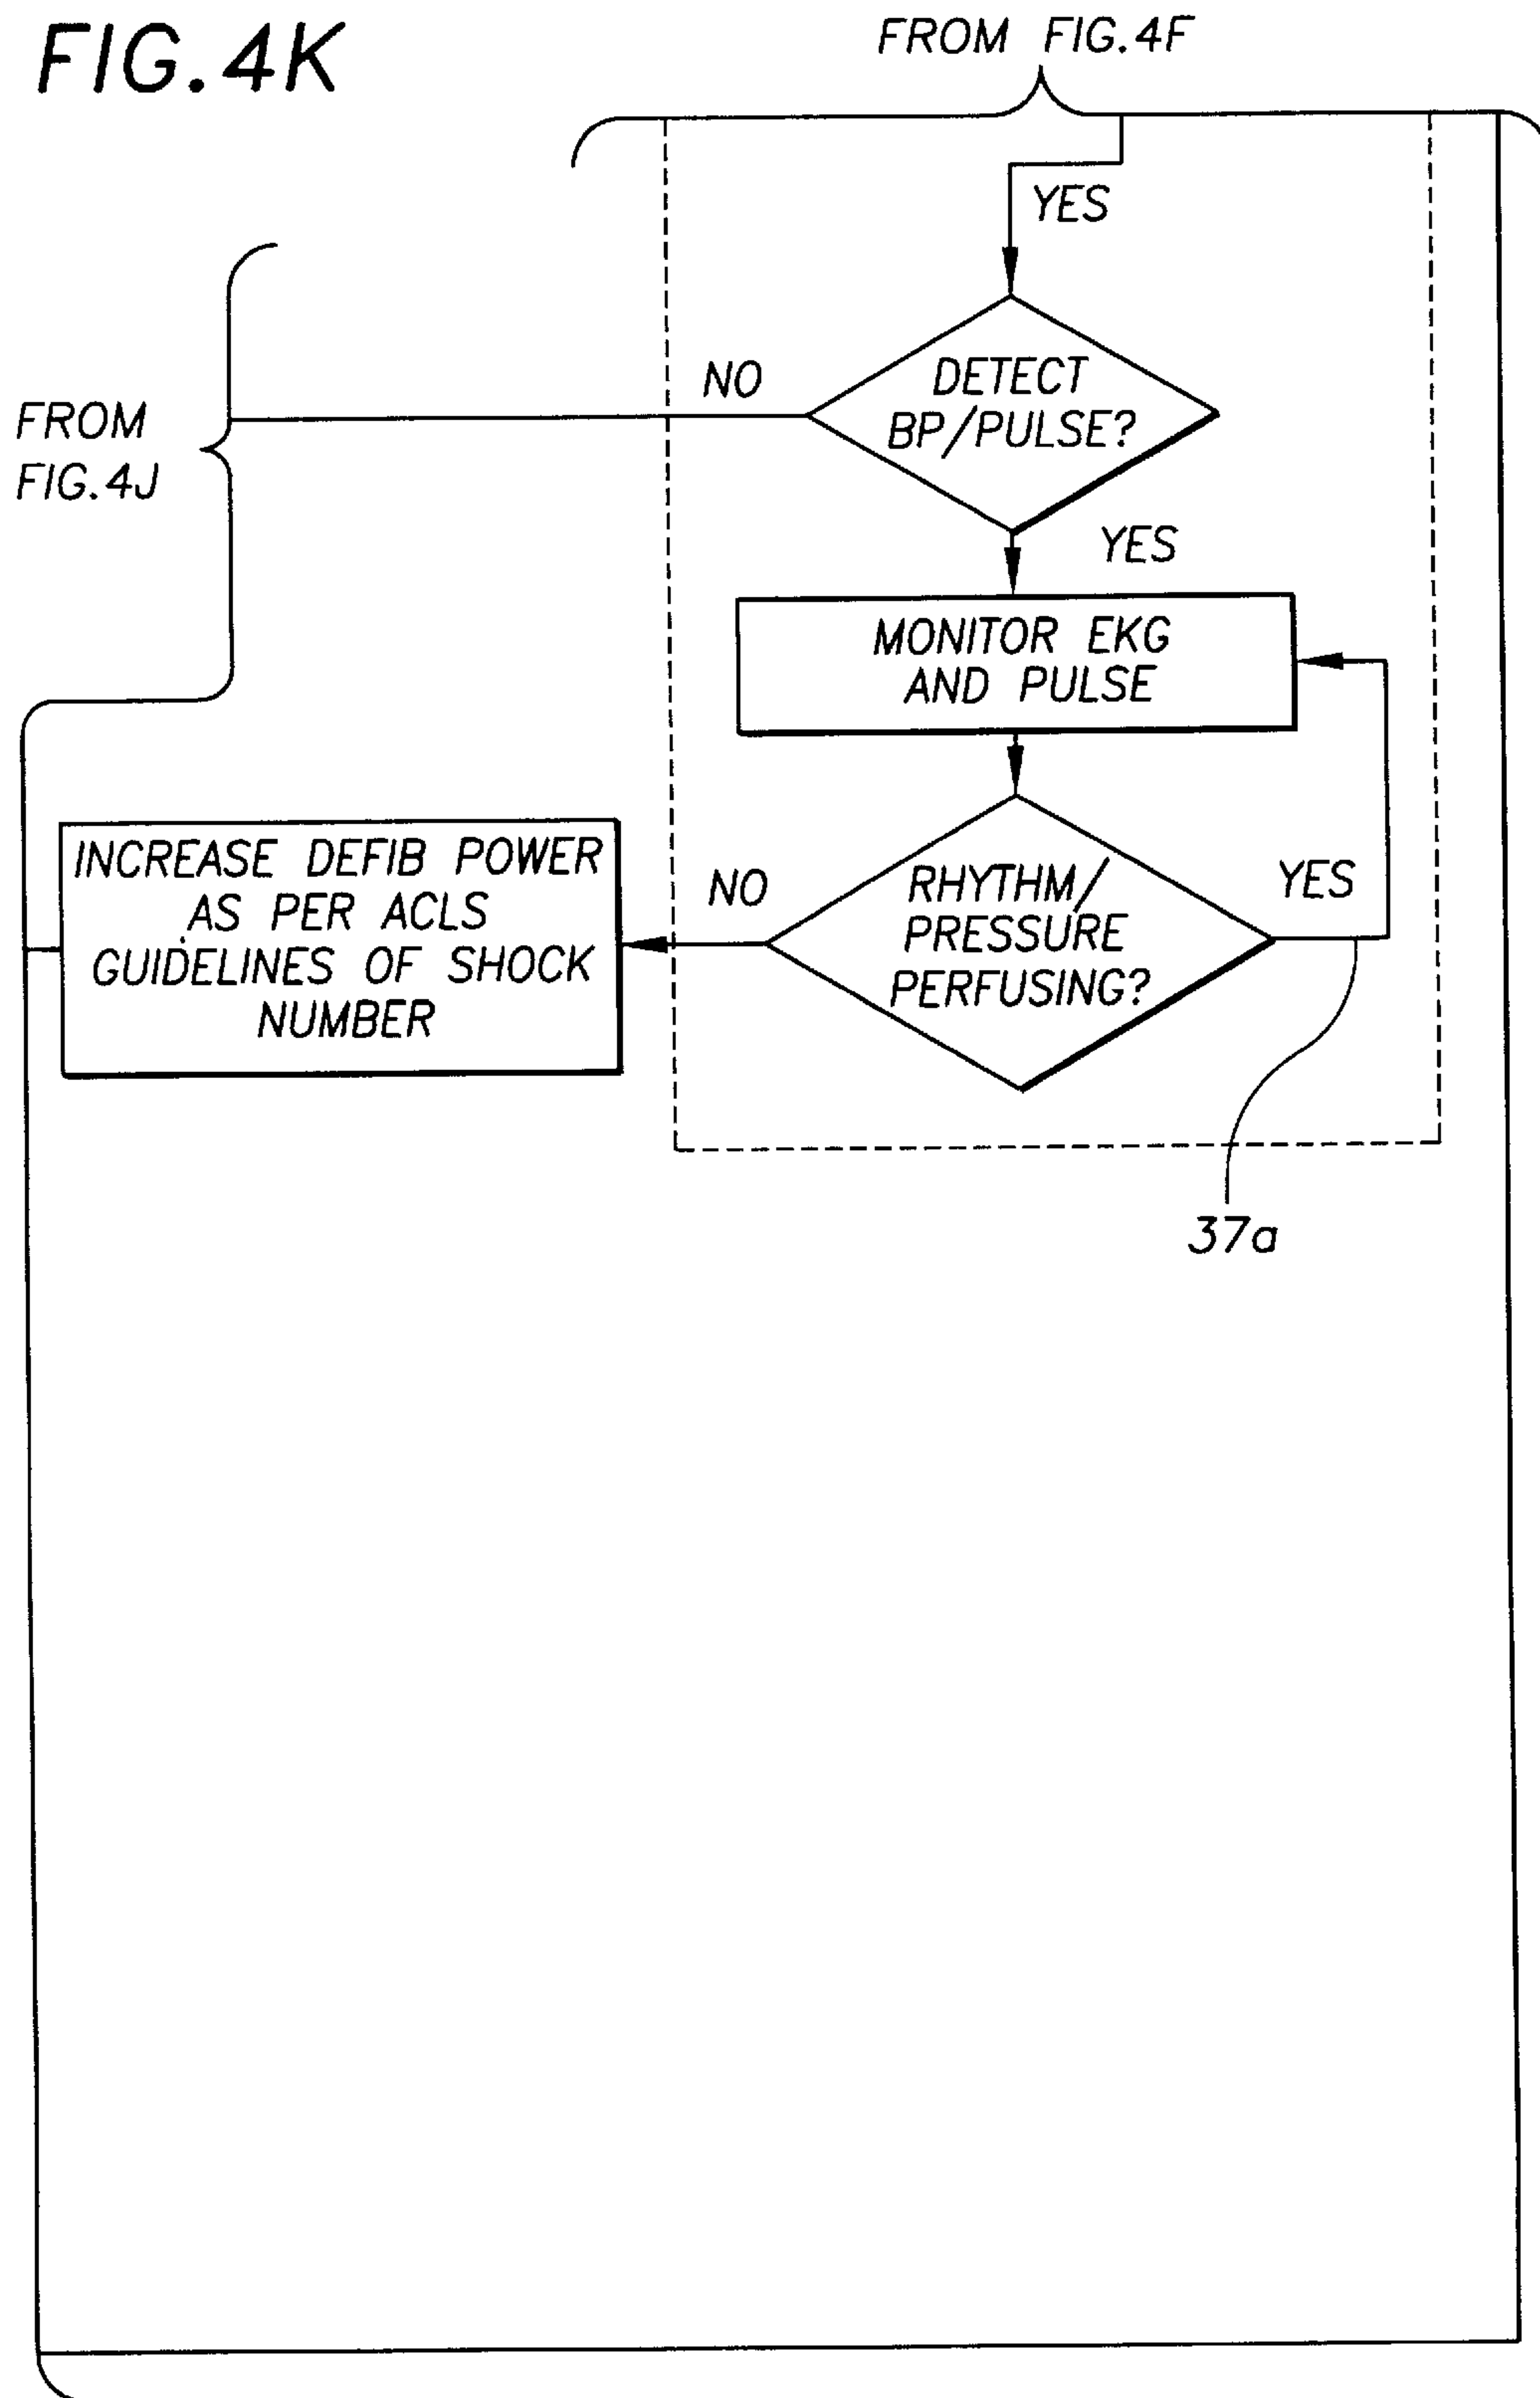 FIG.4K
FROM FIG.4F
YES
NO
DETECT
BP/PULSE?
FROM
FIG.4J
YES
MONITOR EKG
AND PULSE
INCREASE DEFIB POWER
AS PER ACLS
GUIDELINES OF SHOCK
NUMBER
NO
RHYTHM/
PRESSURE
PERFUSING?
YES
37a